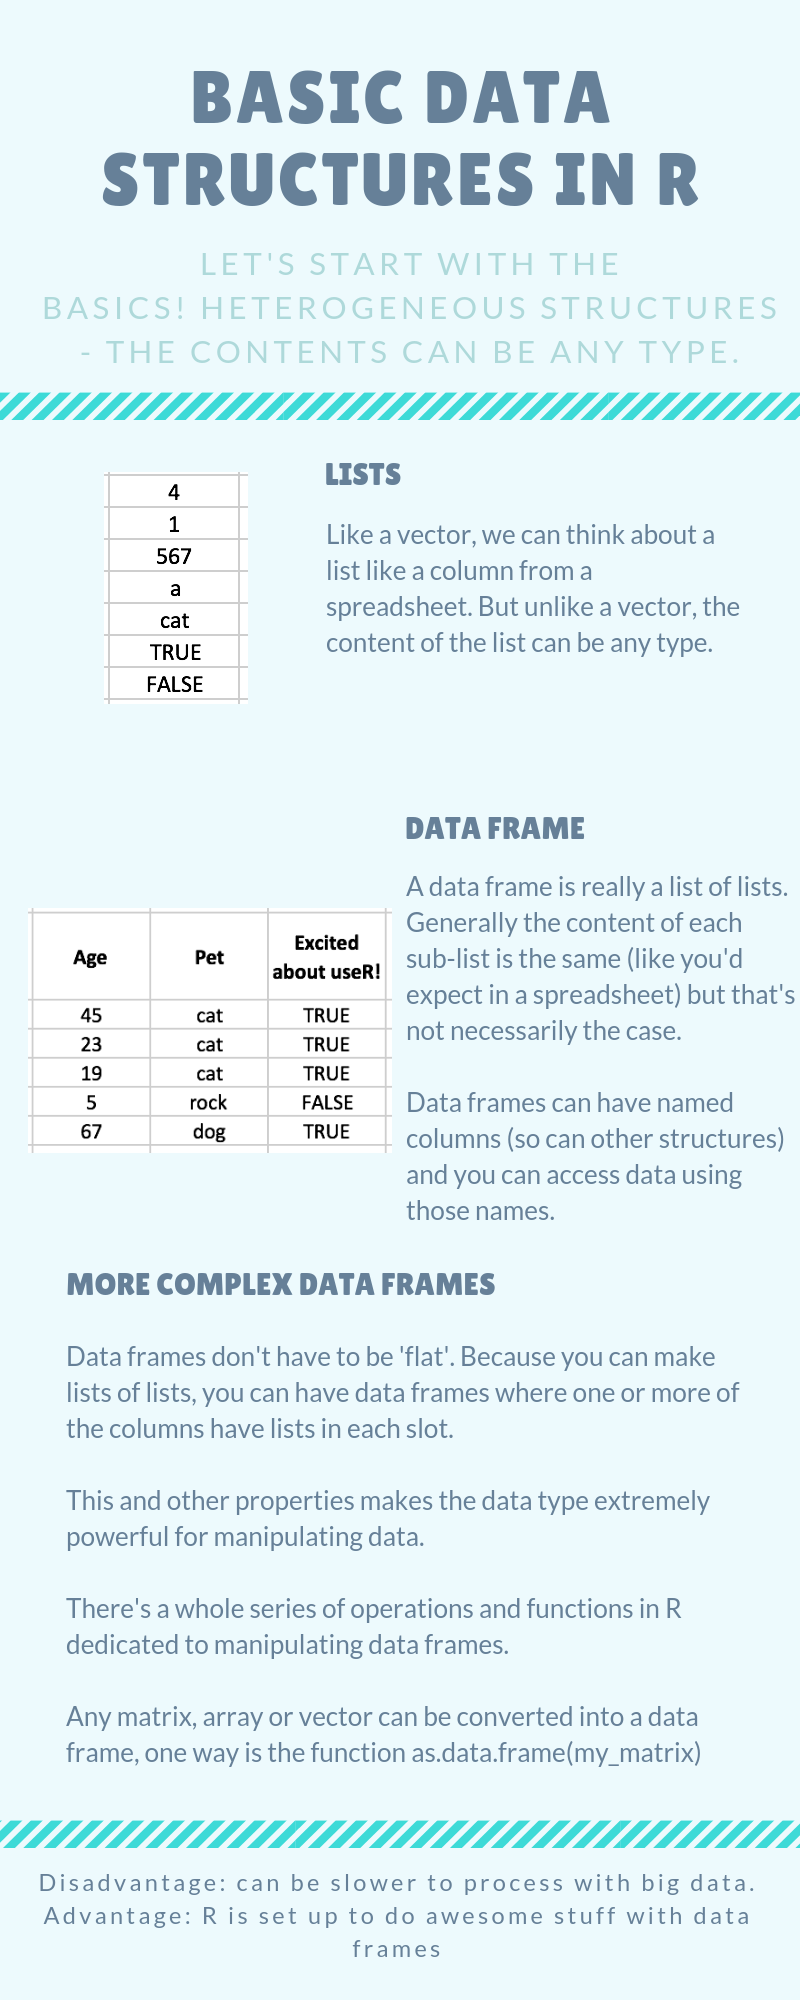 BASIC DATA
STRUCTURES IN R
LET'S START WITH THE
BASICS! HETEROGENEOUS STRUCTURES
- THE CONTENTS CAN BE ANY TYPE.
4
1
567
a
cat
TRUE
FALSE
LISTS
Like a vector, we can think about a
list like a column from a
spreadsheet. But unlike a vector, the
content of the list can be any type.
Age Pet Excited
about useR!
45 cat TRUE
23 cat TRUE
19 cat TRUE
5 rock FALSE
67 dog TRUE
DATA FRAME
A data frame is really a list of lists.
Generally the content of each
sub-list is the same (like you'd
expect in a spreadsheet) but that's
not necessarily the case.
Data frames can have named
columns (so can other structures)
and you can access data using
those names.
MORE COMPLEX DATA FRAMES
Data frames don't have to be 'flat'. Because you can make
lists of lists, you can have data frames where one or more of
the columns have lists in each slot.
This and other properties makes the data type extremely
powerful for manipulating data.
There's a whole series of operations and functions in R
dedicated to manipulating data frames.
Any matrix, array or vector can be converted into a data
frame, one way is the function as.data.frame(my_matrix)
Disadvantage: can be slower to process with big data.
Advantage: R is set up to do awesome stuff with data
frames